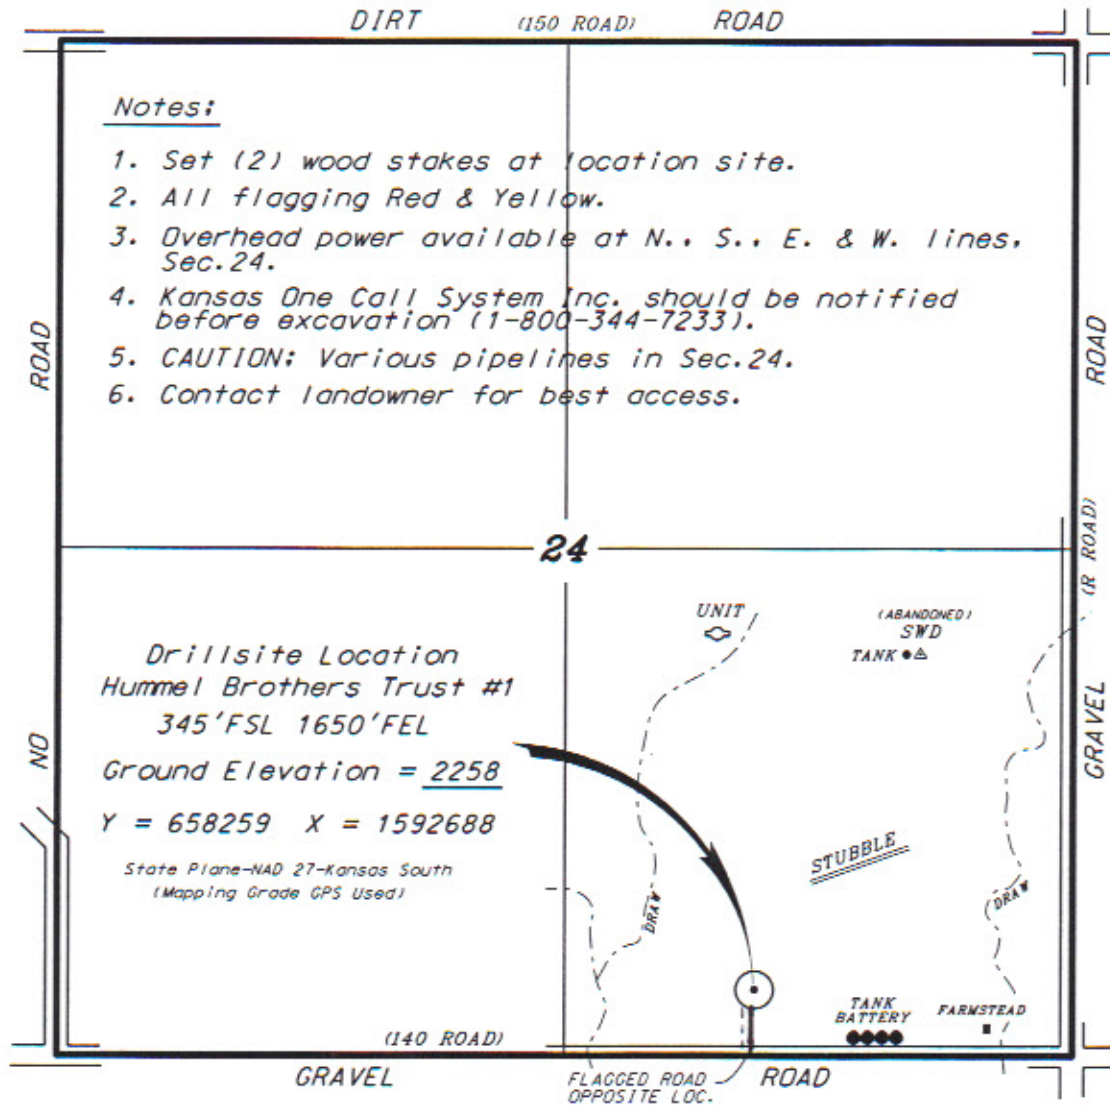 DIRT (150 ROAD) ROAD
Notes:
1. Set (2) wood stakes at location site.
2. All flagging Red & Yellow.
3. Overhead power available at N., S., E. & W. lines,
Sec.24.
4. Kansas One Call System Inc. should be notified
before excavation (1-800-344-7233).
5. CAUTION: Various pipelines in Sec.24.
6. Contact landowner for best access.
NO ROAD
GRAVEL (R ROAD) ROAD
24
Drillsite Location
Hummel Brothers Trust #1
345'FSL 1650'FEL
Ground Elevation = 2258
Y = 658259 X = 1592688
State Plane-NAD 27-Kansas South
(Mapping Grade GPS Used)
UNIT
(ABANDONED)
SWD
TANK
STUBBLE
DRAW
DRAW
TANK
BATTERY
FARMSTEAD
(140 ROAD)
GRAVEL ROAD
FLAGGED ROAD
OPPOSITE LOC.